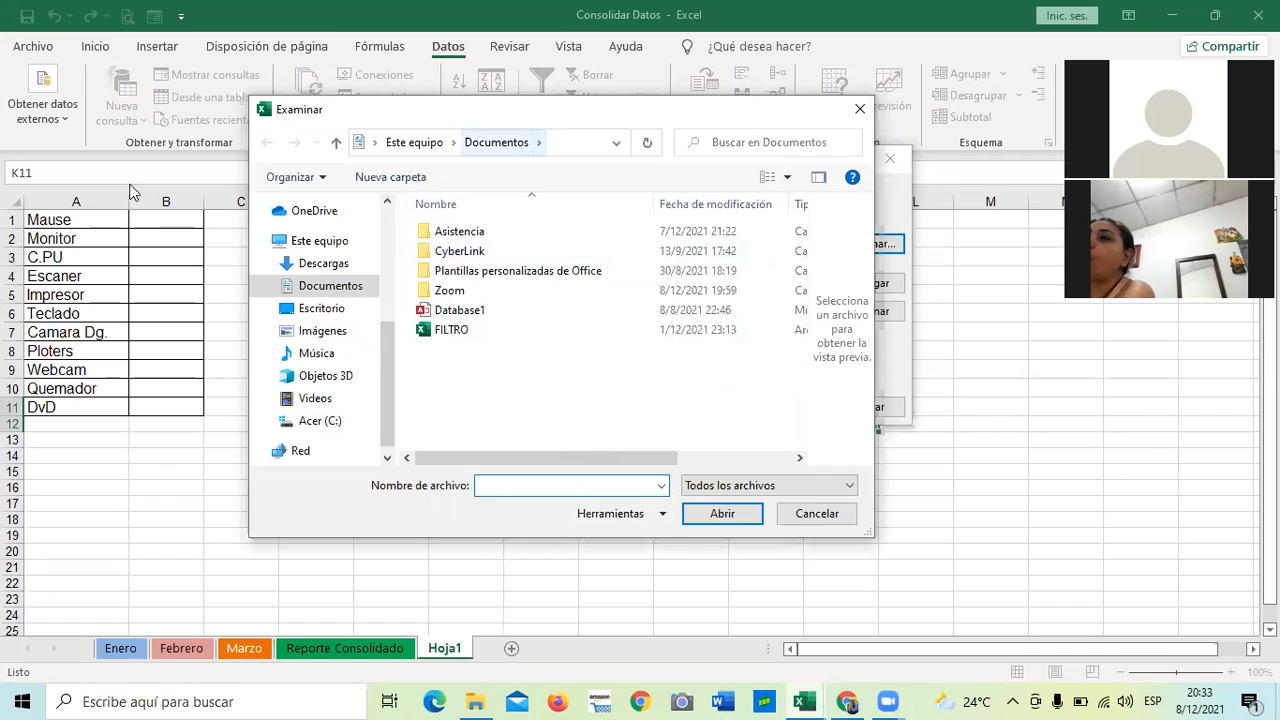 Consolidar Datos - Excel
Inic. ses.
Archivo Inicio Insertar Disposición de página Fórmulas Datos Revisar Vista Ayuda ¿Qué desea hacer? Compartir
Obtener datos externos
Nueva consulta
Mostrar consultas
Desde una tabla
Fuentes recientes
Obtener y transformar
Conexiones
Borrar
Agrupar
Desagrupar
Subtotal
Esquema
K11
Examinar
Este equipo Documentos
Buscar en Documentos
Organizar Nueva carpeta
Nombre Fecha de modificación Tip
OneDrive
Este equipo
Descargas
Documentos
Escritorio
Imágenes
Música
Objetos 3D
Videos
Acer (C:)
Red
Asistencia 7/12/2021 21:22 Ca
CyberLink 13/9/2021 17:42 Ca
Plantillas personalizadas de Office 30/8/2021 18:19 Ca
Zoom 8/12/2021 19:59 Ca
Database1 8/8/2021 22:46 Mi
FILTRO 1/12/2021 23:13 Ar
Selecciona un archivo para obtener la vista previa.
Nombre de archivo: Todos los archivos
Herramientas Abrir Cancelar
A B C L M N
1 Mause
2 Monitor
3 C.PU
4 Escaner
5 Impresor
6 Teclado
7 Camara Dg.
8 Ploters
9 Webcam
10 Quemador
11 DvD
12
13
14
15
16
17
18
19
20
21
22
23
24
25
Enero Febrero Marzo Reporte Consolidado Hoja1
Listo 100%
Escribe aquí para buscar
24°C ESP 20:33
8/12/2021